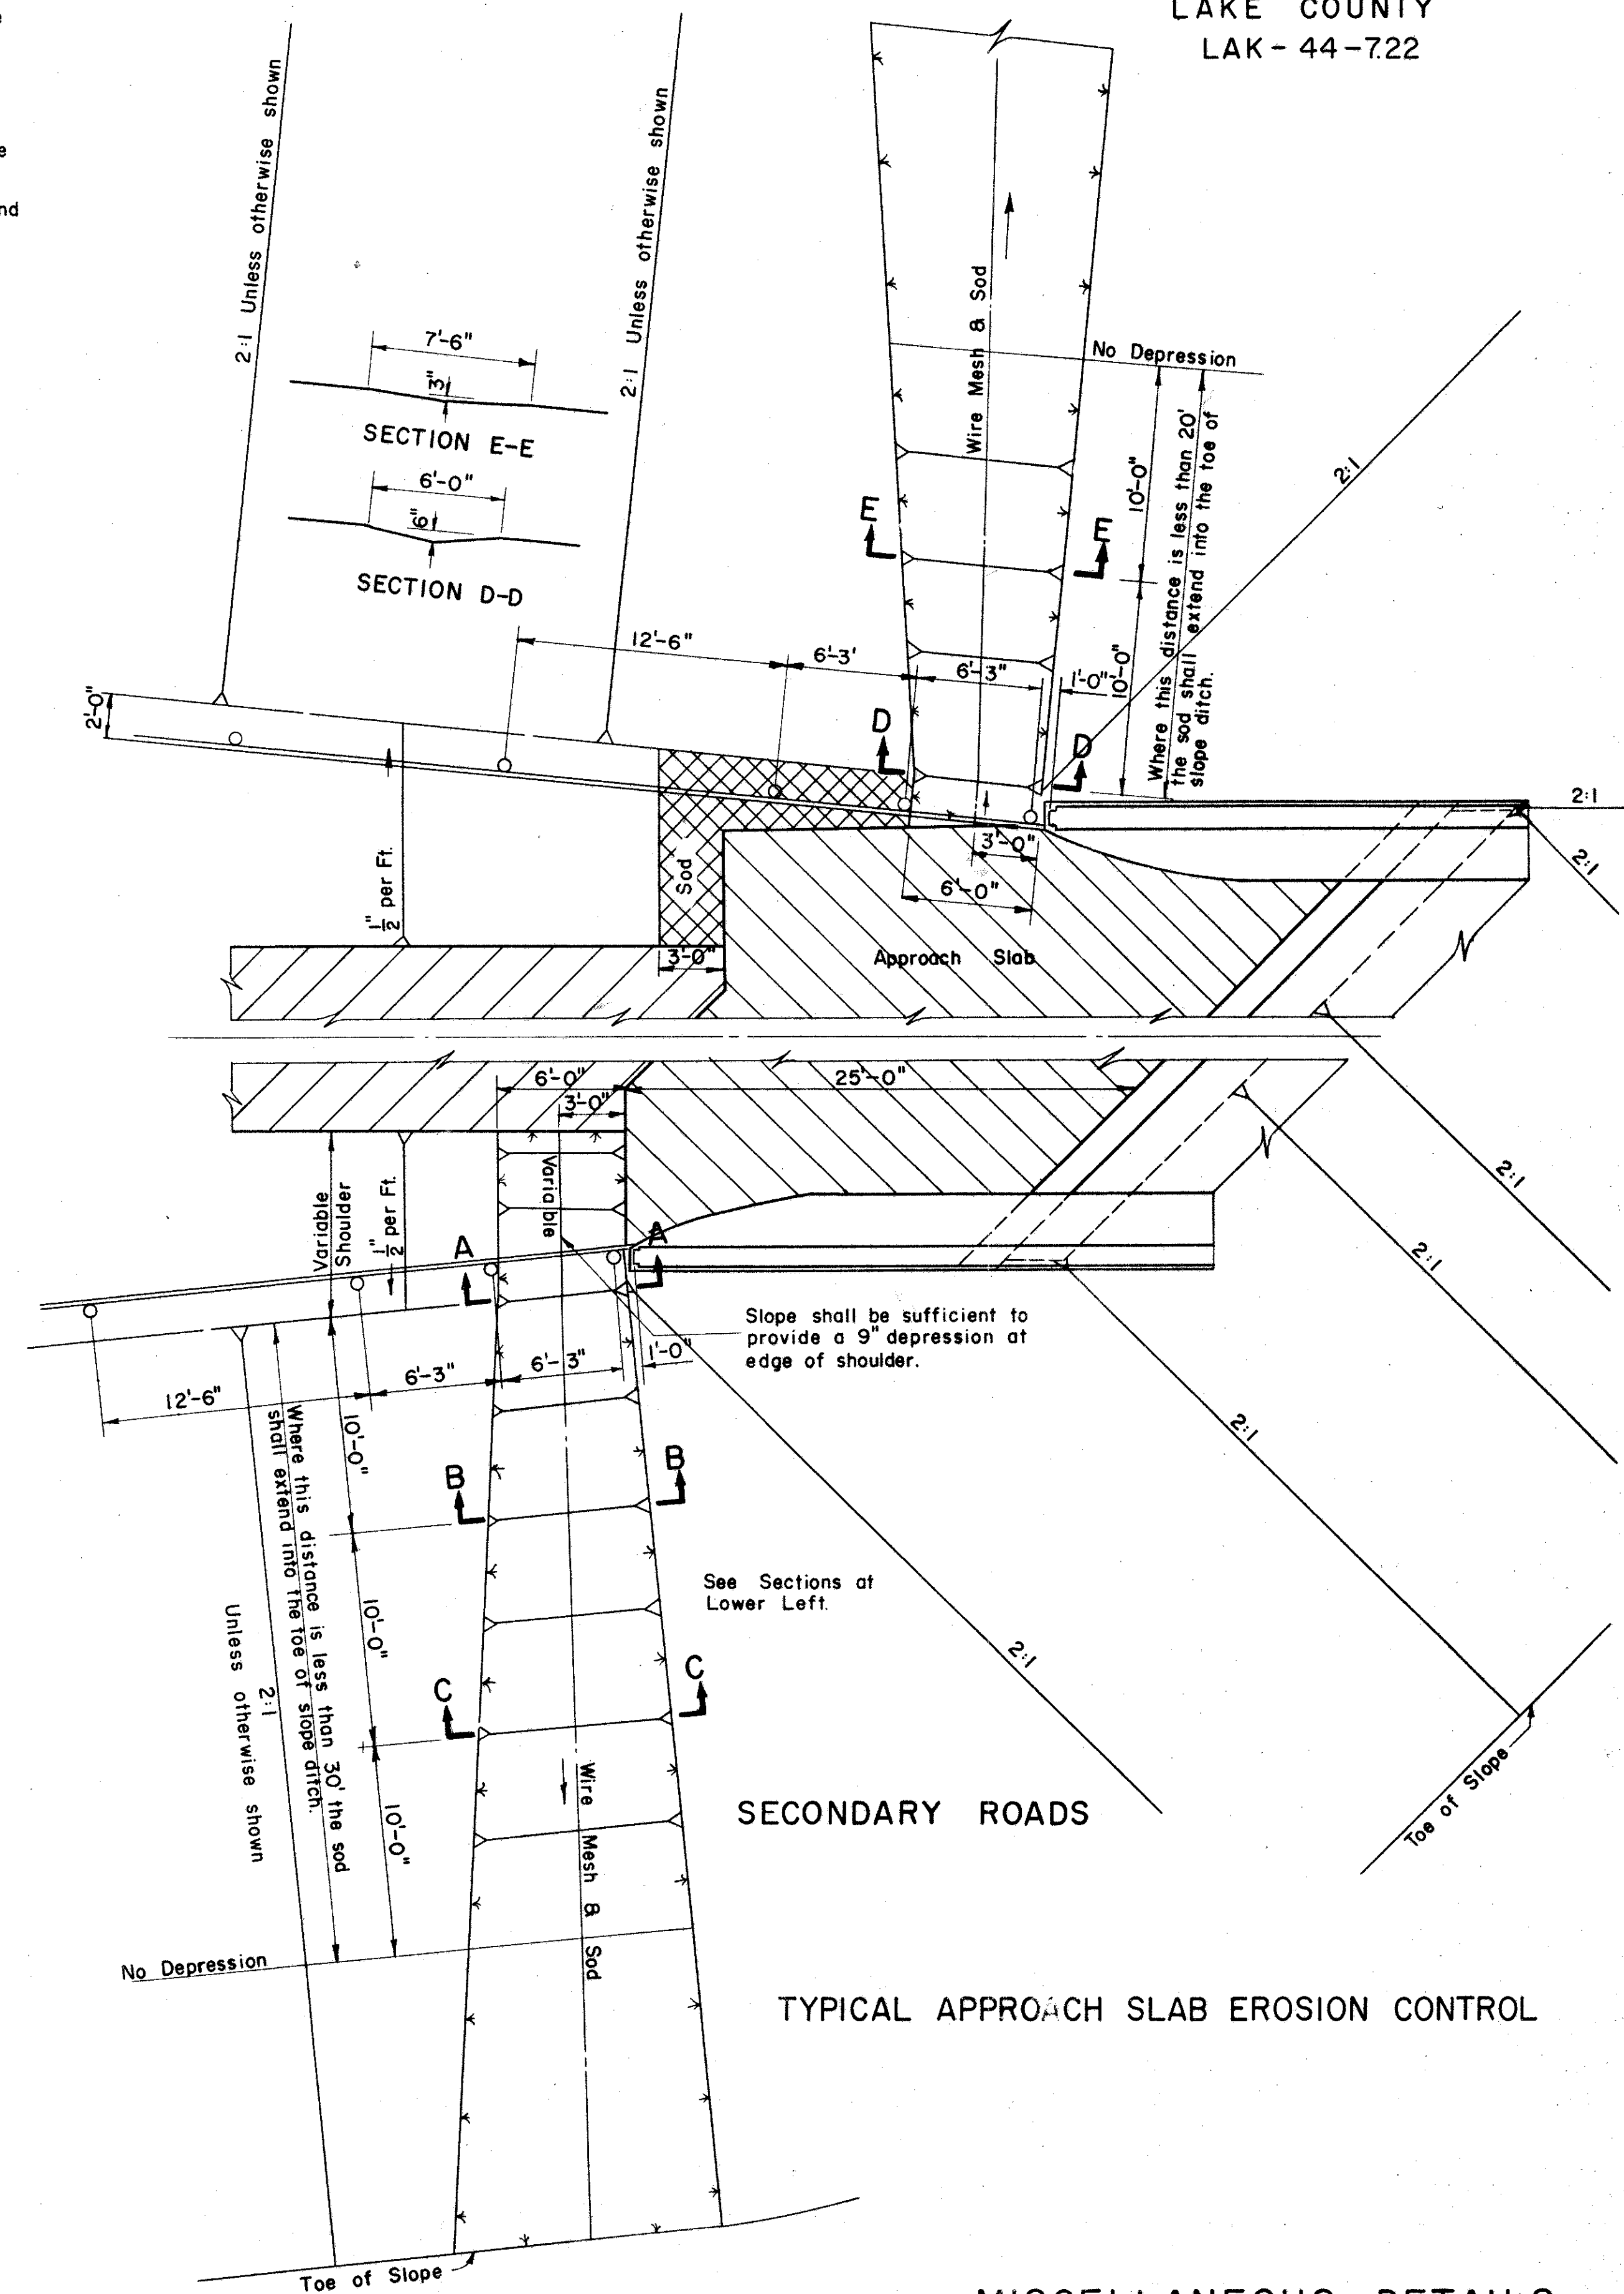 LAKE COUNTY
LAK-44-7.22
e
e
nd
2:1 Unless otherwise shown
2:1 Unless otherwise shown
7'-6"
3"
SECTION E-E
6'-0"
6"
SECTION D-D
Wire Mesh & Sod
No Depression
10'-0"
10'-0"
Where this distance is less than 20'
the sod shall extend into the toe of
slope ditch.
2:1
E
E
12'-6"
6'-3'
6'-3"
1'-0"
2'-0"
D
D
2:1
2:1
1/2" per Ft.
Sod
3'-0"
6'-0"
3'-0"
Approach Slab
6'-0"
25'-0"
3'-0"
Variable
Shoulder
1/2" per Ft.
Variable
A
A
2:1
2:1
Slope shall be sufficient to
provide a 9" depression at
edge of shoulder.
12'-6"
6'-3"
6'-3"
1'-0"
10'-0"
Where this distance is less than 30' the sod
shall extend into the toe of slope ditch.
B
B
2:1
See Sections at
Lower Left.
10'-0"
2:1
Unless otherwise shown
C
C
2:1
10'-0"
Wire Mesh & Sod
Toe of Slope
SECONDARY ROADS
No Depression
TYPICAL APPROACH SLAB EROSION CONTROL
Toe of Slope
MISCELLANEOUS DETAILS